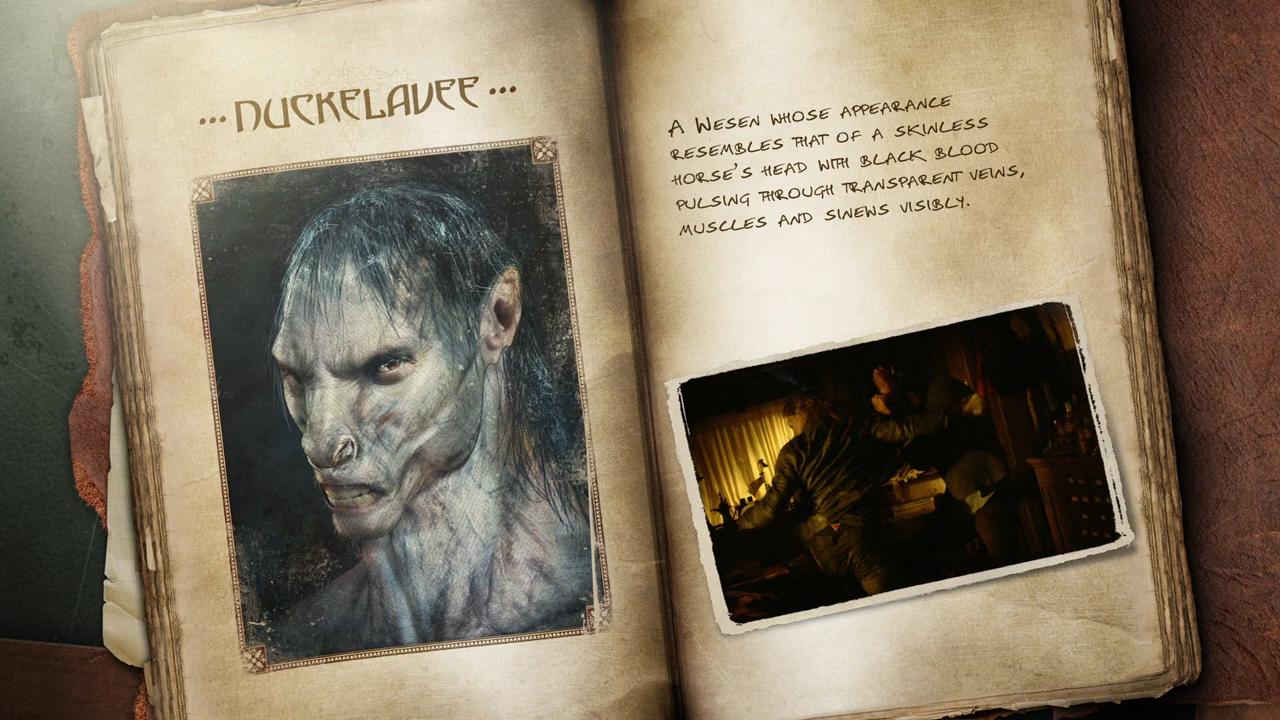 ...NUCKELAVEE...
A WESEN WHOSE APPEARANCE
RESEMBLES THAT OF A SKINLESS
HORSE'S HEAD WITH BLACK BLOOD
PULSING THROUGH TRANSPARENT VEINS,
MUSCLES AND SINEWS VISIBLY.